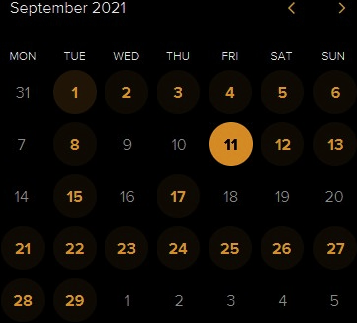 September 2021
MON TUE WED THU FRI SAT SUN
31 1 2 3 4 5 6
7 8 9 10 11 12 13
14 15 16 17 18 19 20
21 22 23 24 25 26 27
28 29 1 2 3 4 5